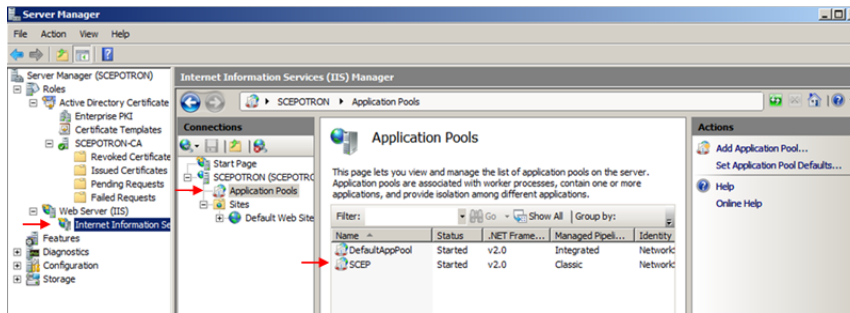 Server Manager
File Action View Help
Server Manager (SCEPOTRON)
Roles
Active Directory Certificate
Enterprise PKI
Certificate Templates
SCEPOTRON-CA
Revoked Certificate
Issued Certificates
Pending Requests
Failed Requests
Web Server (IIS)
Internet Information Se
Features
Diagnostics
Configuration
Storage
Internet Information Services (IIS) Manager
SCEPOTRON Application Pools
Connections
Start Page
SCEPOTRON (SCEPOTRO
Application Pools
Sites
Default Web Site
Application Pools
This page lets you view and manage the list of application pools on the server.
Application pools are associated with worker processes, contain one or more
applications, and provide isolation among different applications.
Filter: Go Show All Group by:
Name Status .NET Frame... Managed Pipeli... Identity
DefaultAppPool Started v2.0 Integrated Networks
SCEP Started v2.0 Classic Networks
Actions
Add Application Pool...
Set Application Pool Defaults...
Help
Online Help